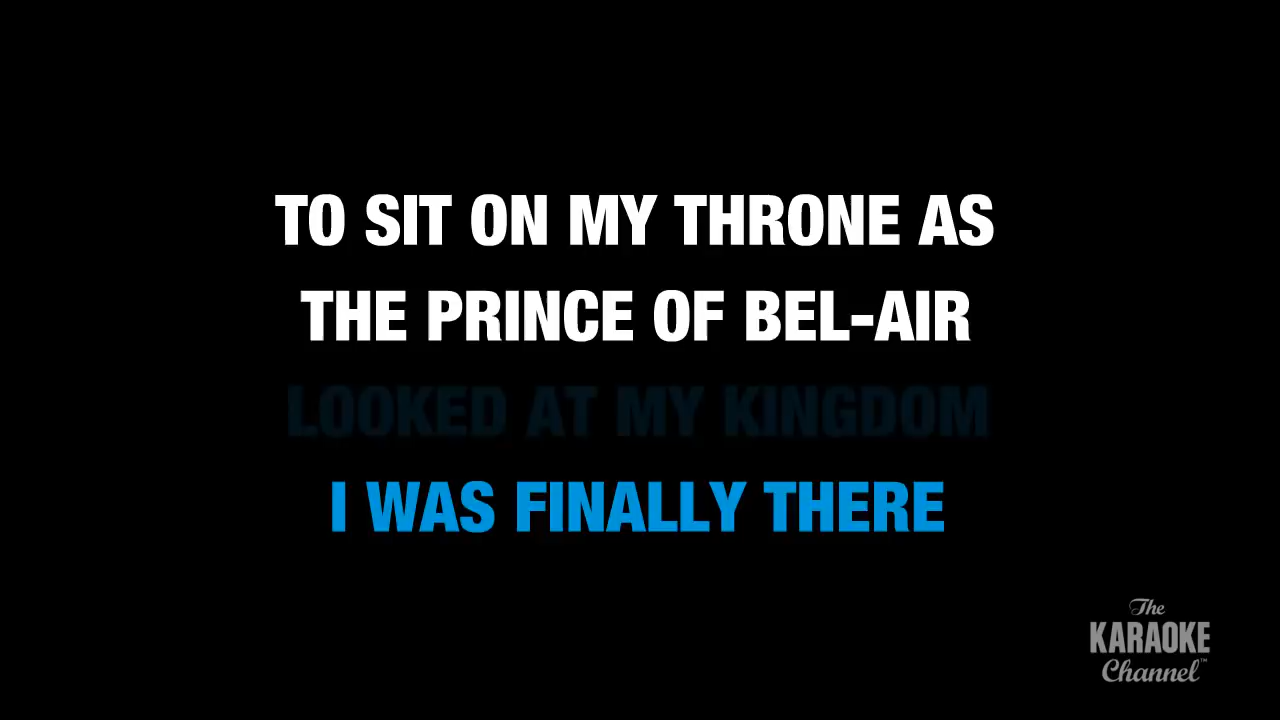 TO SIT ON MY THRONE AS
THE PRINCE OF BEL-AIR
LOOKED AT MY KINGDOM
I WAS FINALLY THERE
The
KARAOKE
Channel™